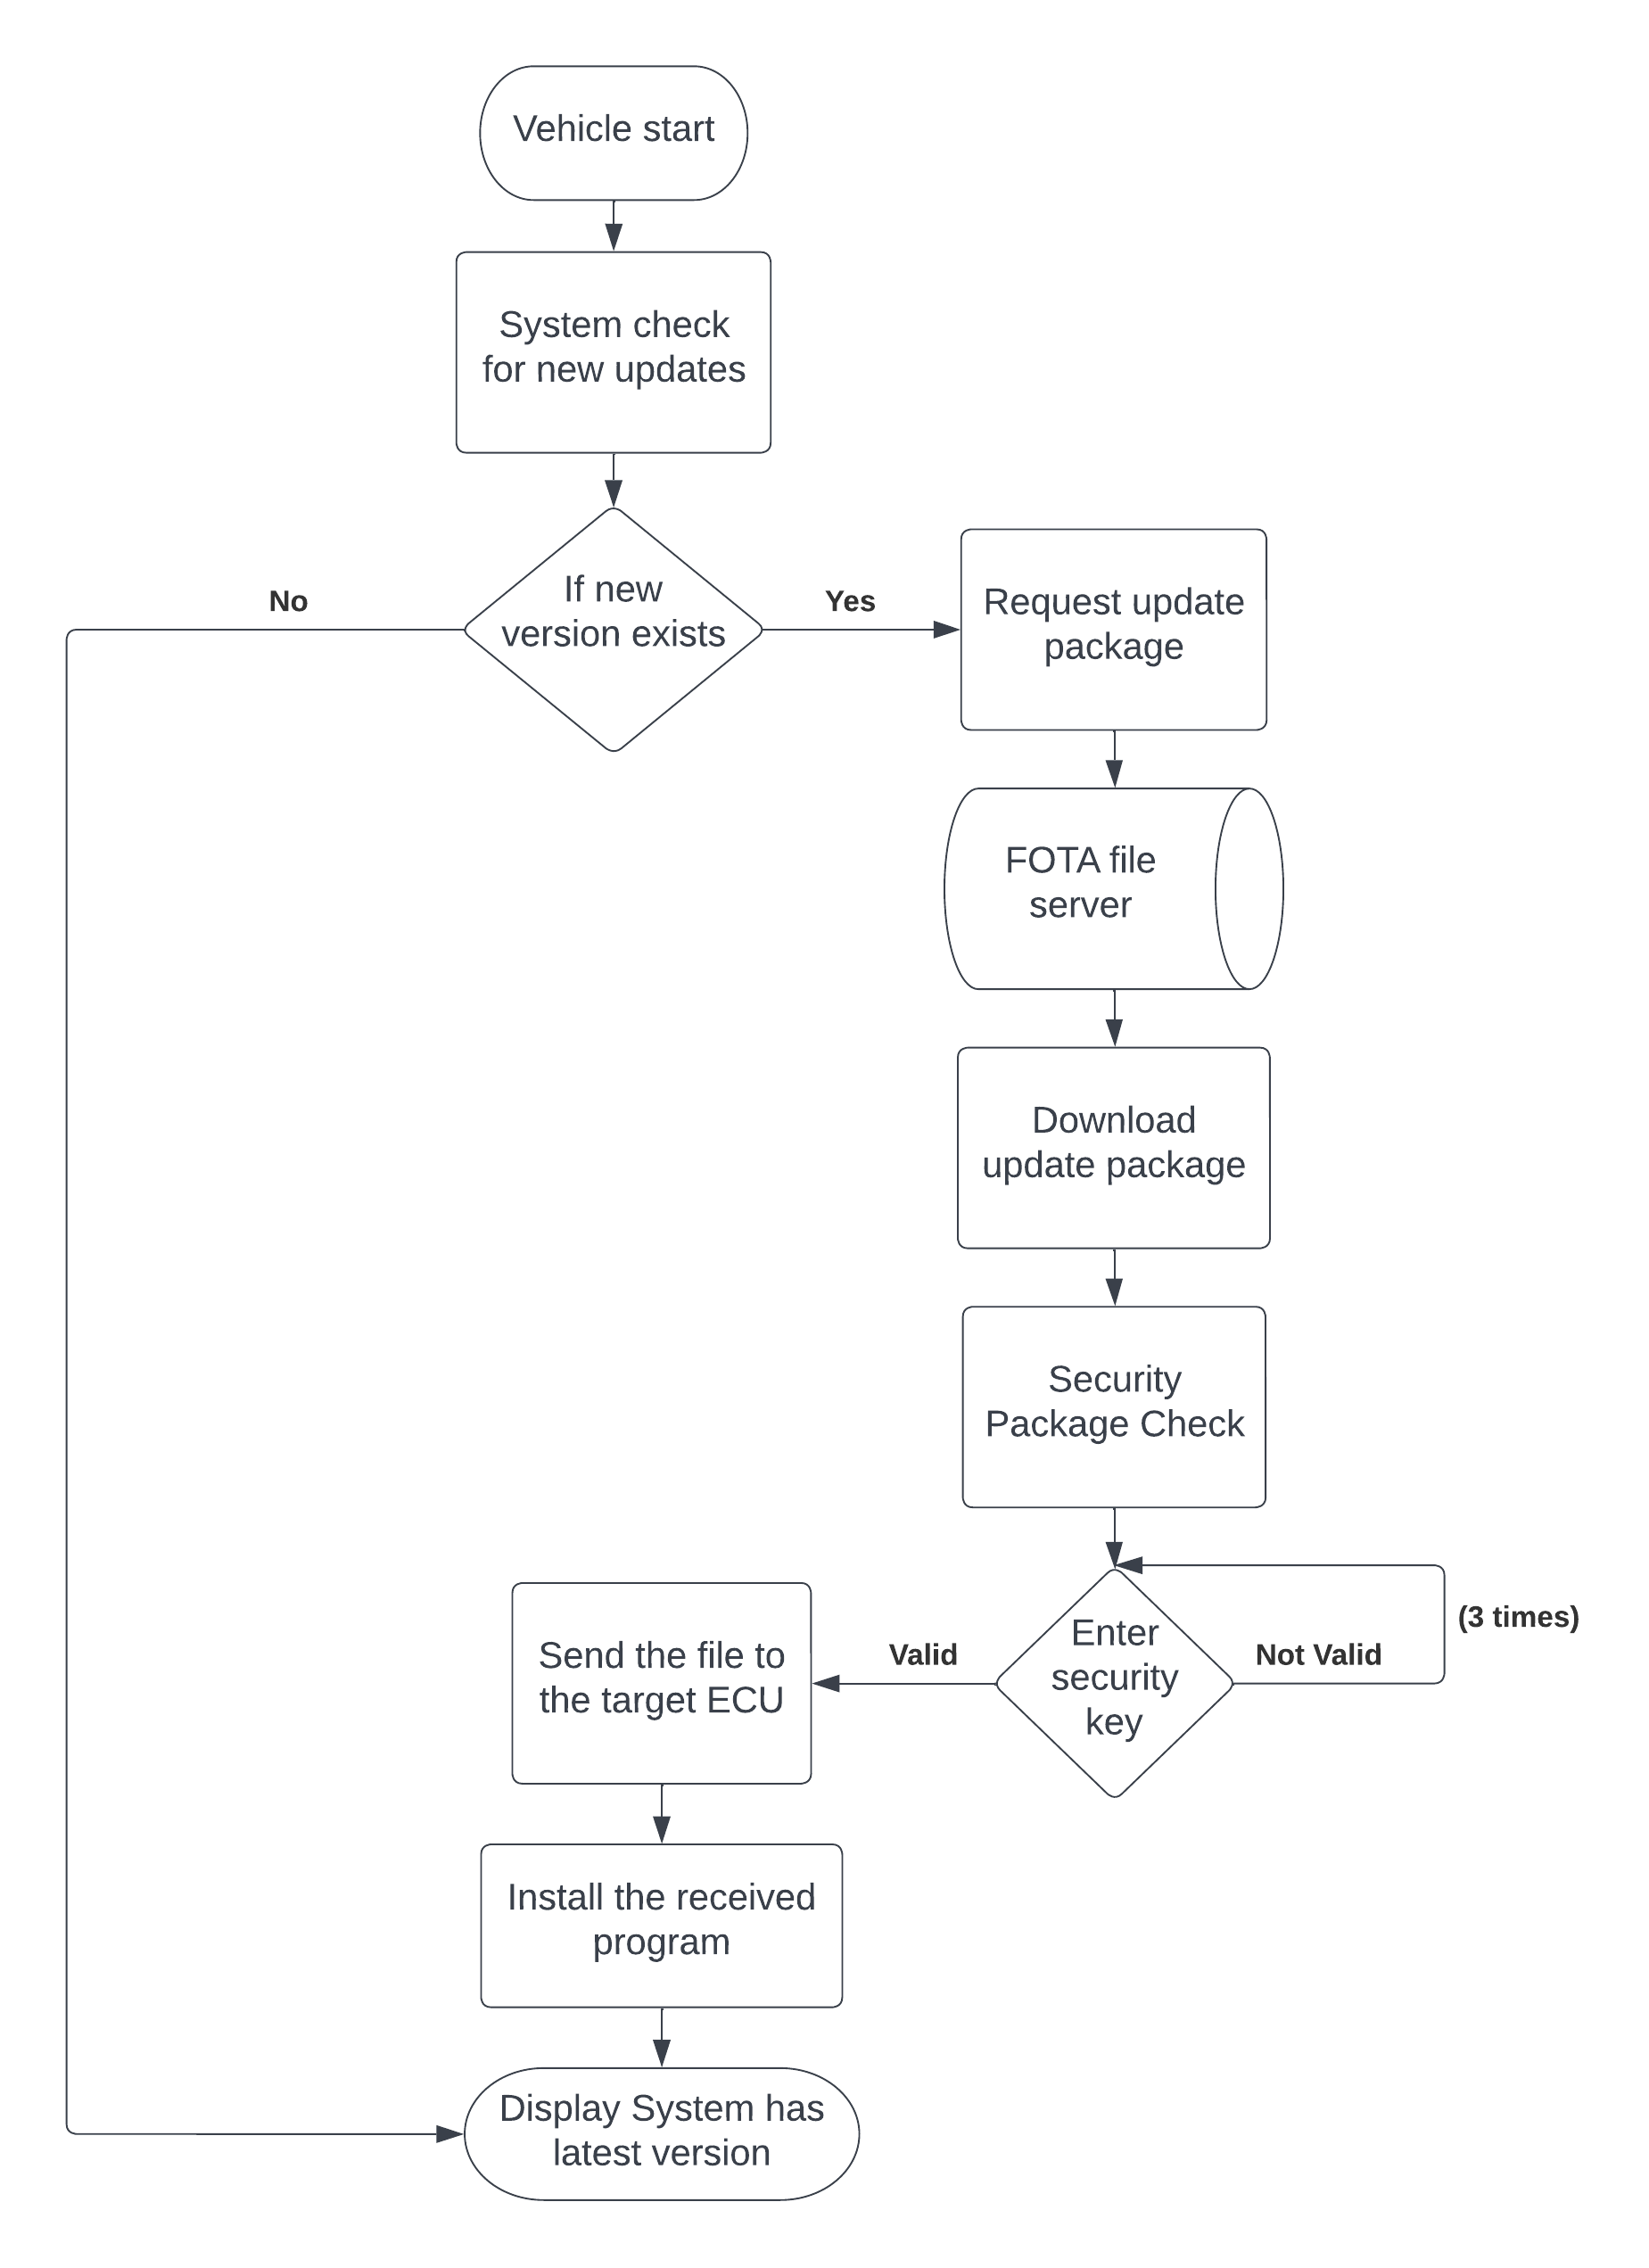 Vehicle start
System check
for new updates
If new
version exists
No
Yes
Request update
package
FOTA file
server
Download
update package
Security
Package Check
Enter
security
key
Not Valid
(3 times)
Valid
Send the file to
the target ECU
Install the received
program
Display System has
latest version